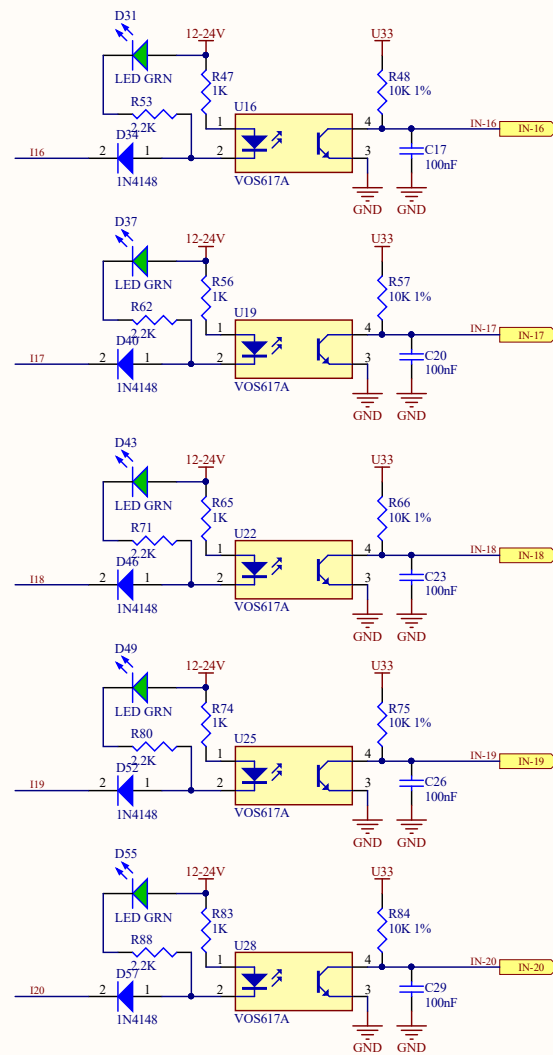 D31
12-24V
U33
LED GRN
R47
1K
R48
10K 1%
R53
2.2K
U16
1
4
IN-16
IN-16
D34
I16
2
1
2
3
C17
100nF
1N4148
VOS617A
GND
GND
D37
12-24V
U33
LED GRN
R56
1K
R57
10K 1%
R62
2.2K
U19
1
4
IN-17
IN-17
D40
I17
2
1
2
3
C20
100nF
1N4148
VOS617A
GND
GND
D43
12-24V
U33
LED GRN
R65
1K
R66
10K 1%
R71
2.2K
U22
1
4
IN-18
IN-18
D46
I18
2
1
2
3
C23
100nF
1N4148
VOS617A
GND
GND
D49
12-24V
U33
LED GRN
R74
1K
R75
10K 1%
R80
2.2K
U25
1
4
IN-19
IN-19
D52
I19
2
1
2
3
C26
100nF
1N4148
VOS617A
GND
GND
D55
12-24V
U33
LED GRN
R83
1K
R84
10K 1%
R88
2.2K
U28
1
4
IN-20
IN-20
D57
I20
2
1
2
3
C29
100nF
1N4148
VOS617A
GND
GND